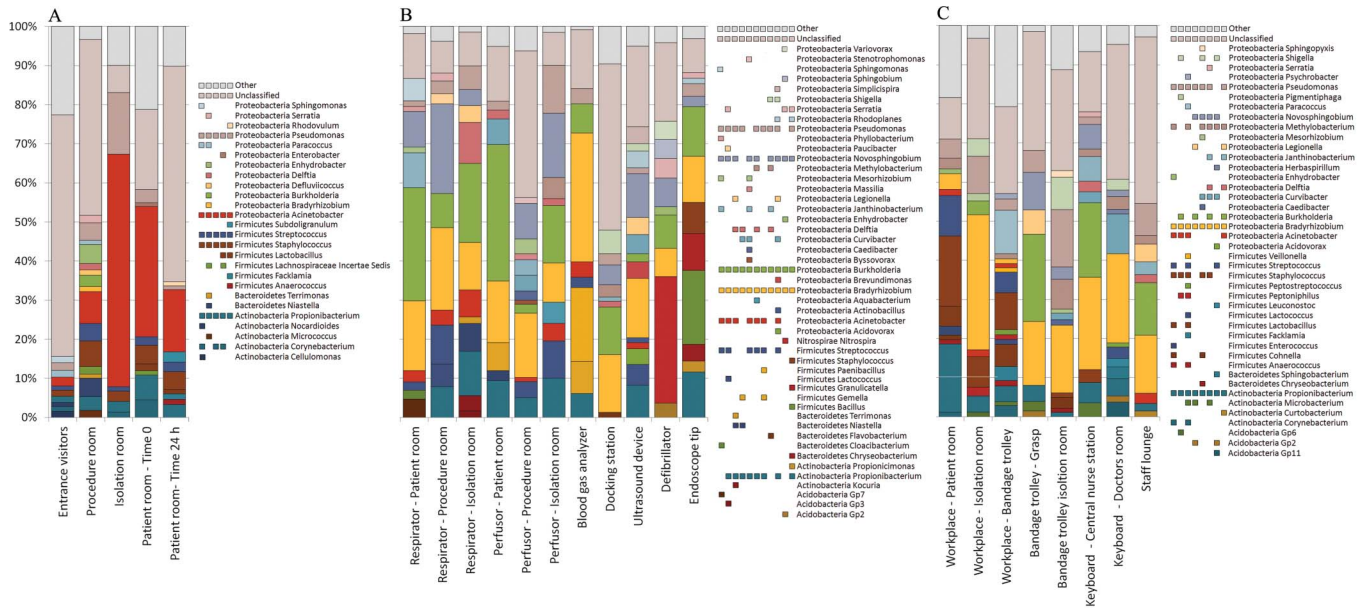 A
100%
90%
80%
70%
60%
50%
40%
30%
20%
10%
0%
Entrance visitors
Procedure room
Isolation room
Patient room - Time 0
Patient room- Time 24 h
Other
Unclassified
Proteobacteria Sphingomonas
Proteobacteria Serratia
Proteobacteria Rhodovulum
Proteobacteria Pseudomonas
Proteobacteria Paracoccus
Proteobacteria Enterobacter
Proteobacteria Enhydrobacter
Proteobacteria Delftia
Proteobacteria Defluviicoccus
Proteobacteria Burkholderia
Proteobacteria Bradyrhizobium
Proteobacteria Acinetobacter
Firmicutes Subdoligranulum
Firmicutes Streptococcus
Firmicutes Staphylococcus
Firmicutes Lactobacillus
Firmicutes Lachnospiraceae Incertae Sedis
Firmicutes Facklamia
Firmicutes Anaerococcus
Bacteroidetes Terrimonas
Bacteroidetes Niastella
Actinobacteria Propionibacterium
Actinobacteria Nocardioides
Actinobacteria Micrococcus
Actinobacteria Corynebacterium
Actinobacteria Cellulomonas
B
Respirator - Patient room
Respirator - Procedure room
Respirator - Isolation room
Perfusor - Patient room
Perfusor - Procedure room
Perfusor - Isolation room
Blood gas analyzer
Docking station
Ultrasound device
Defibrillator
Endoscope tip
Other
Unclassified
Proteobacteria Variovorax
Proteobacteria Stenotrophomonas
Proteobacteria Sphingomonas
Proteobacteria Sphingobium
Proteobacteria Simplicispira
Proteobacteria Shigella
Proteobacteria Serratia
Proteobacteria Rhodoplanes
Proteobacteria Pseudomonas
Proteobacteria Phyllobacterium
Proteobacteria Paucibacter
Proteobacteria Novosphingobium
Proteobacteria Methylobacterium
Proteobacteria Mesorhizobium
Proteobacteria Massilia
Proteobacteria Legionella
Proteobacteria Janthinobacterium
Proteobacteria Enhydrobacter
Proteobacteria Delftia
Proteobacteria Curvibacter
Proteobacteria Caedibacter
Proteobacteria Byssovorax
Proteobacteria Burkholderia
Proteobacteria Brevundimonas
Proteobacteria Bradyrhizobium
Proteobacteria Aquabacterium
Proteobacteria Actinobacillus
Proteobacteria Acinetobacter
Proteobacteria Acidovorax
Nitrospirae Nitrospira
Firmicutes Streptococcus
Firmicutes Staphylococcus
Firmicutes Paenibacillus
Firmicutes Lactococcus
Firmicutes Granulicatella
Firmicutes Gemella
Firmicutes Bacillus
Bacteroidetes Terrimonas
Bacteroidetes Niastella
Bacteroidetes Flavobacterium
Bacteroidetes Cloacibacterium
Bacteroidetes Chryseobacterium
Actinobacteria Propionicimonas
Actinobacteria Propionibacterium
Actinobacteria Kocuria
Acidobacteria Gp7
Acidobacteria Gp3
Acidobacteria Gp2
C
Workplace - Patient room
Workplace - Isolation room
Workplace - Bandage trolley
Bandage trolley - Grasp
Bandage trolley isoltion room
Keyboard - Central nurse station
Keyboard - Doctors room
Staff lounge
Other
Unclassified
Proteobacteria Sphingopyxis
Proteobacteria Shigella
Proteobacteria Serratia
Proteobacteria Psychrobacter
Proteobacteria Pseudomonas
Proteobacteria Pigmentiphaga
Proteobacteria Paracoccus
Proteobacteria Novosphingobium
Proteobacteria Methylobacterium
Proteobacteria Mesorhizobium
Proteobacteria Legionella
Proteobacteria Janthinobacterium
Proteobacteria Herbaspirillum
Proteobacteria Enhydrobacter
Proteobacteria Delftia
Proteobacteria Curvibacter
Proteobacteria Caedibacter
Proteobacteria Burkholderia
Proteobacteria Bradyrhizobium
Proteobacteria Acinetobacter
Proteobacteria Acidovorax
Firmicutes Veillonella
Firmicutes Streptococcus
Firmicutes Staphylococcus
Firmicutes Peptostreptococcus
Firmicutes Peptoniphilus
Firmicutes Leuconostoc
Firmicutes Lactococcus
Firmicutes Lactobacillus
Firmicutes Facklamia
Firmicutes Enterococcus
Firmicutes Cohnella
Firmicutes Anaerococcus
Bacteroidetes Sphingobacterium
Bacteroidetes Chryseobacterium
Actinobacteria Propionibacterium
Actinobacteria Microbacterium
Actinobacteria Curtobacterium
Actinobacteria Corynebacterium
Acidobacteria Gp6
Acidobacteria Gp2
Acidobacteria Gp11